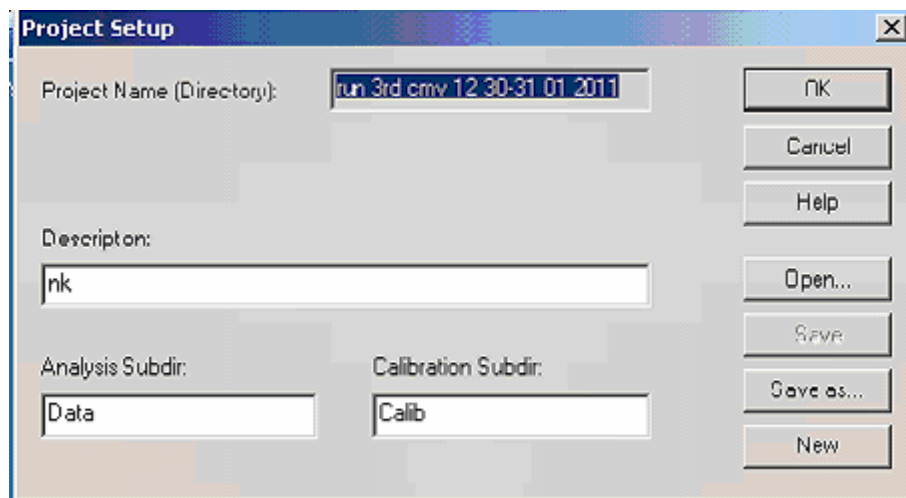 Project Setup
Project Name (Directory):
run 3rd cmv 12 30-31 01 2011
OK
Cancel
Help
Descripton:
nk
Open...
Save
Analysis Subdir:
Calibration Subdir:
Save as...
Data
Calib
New